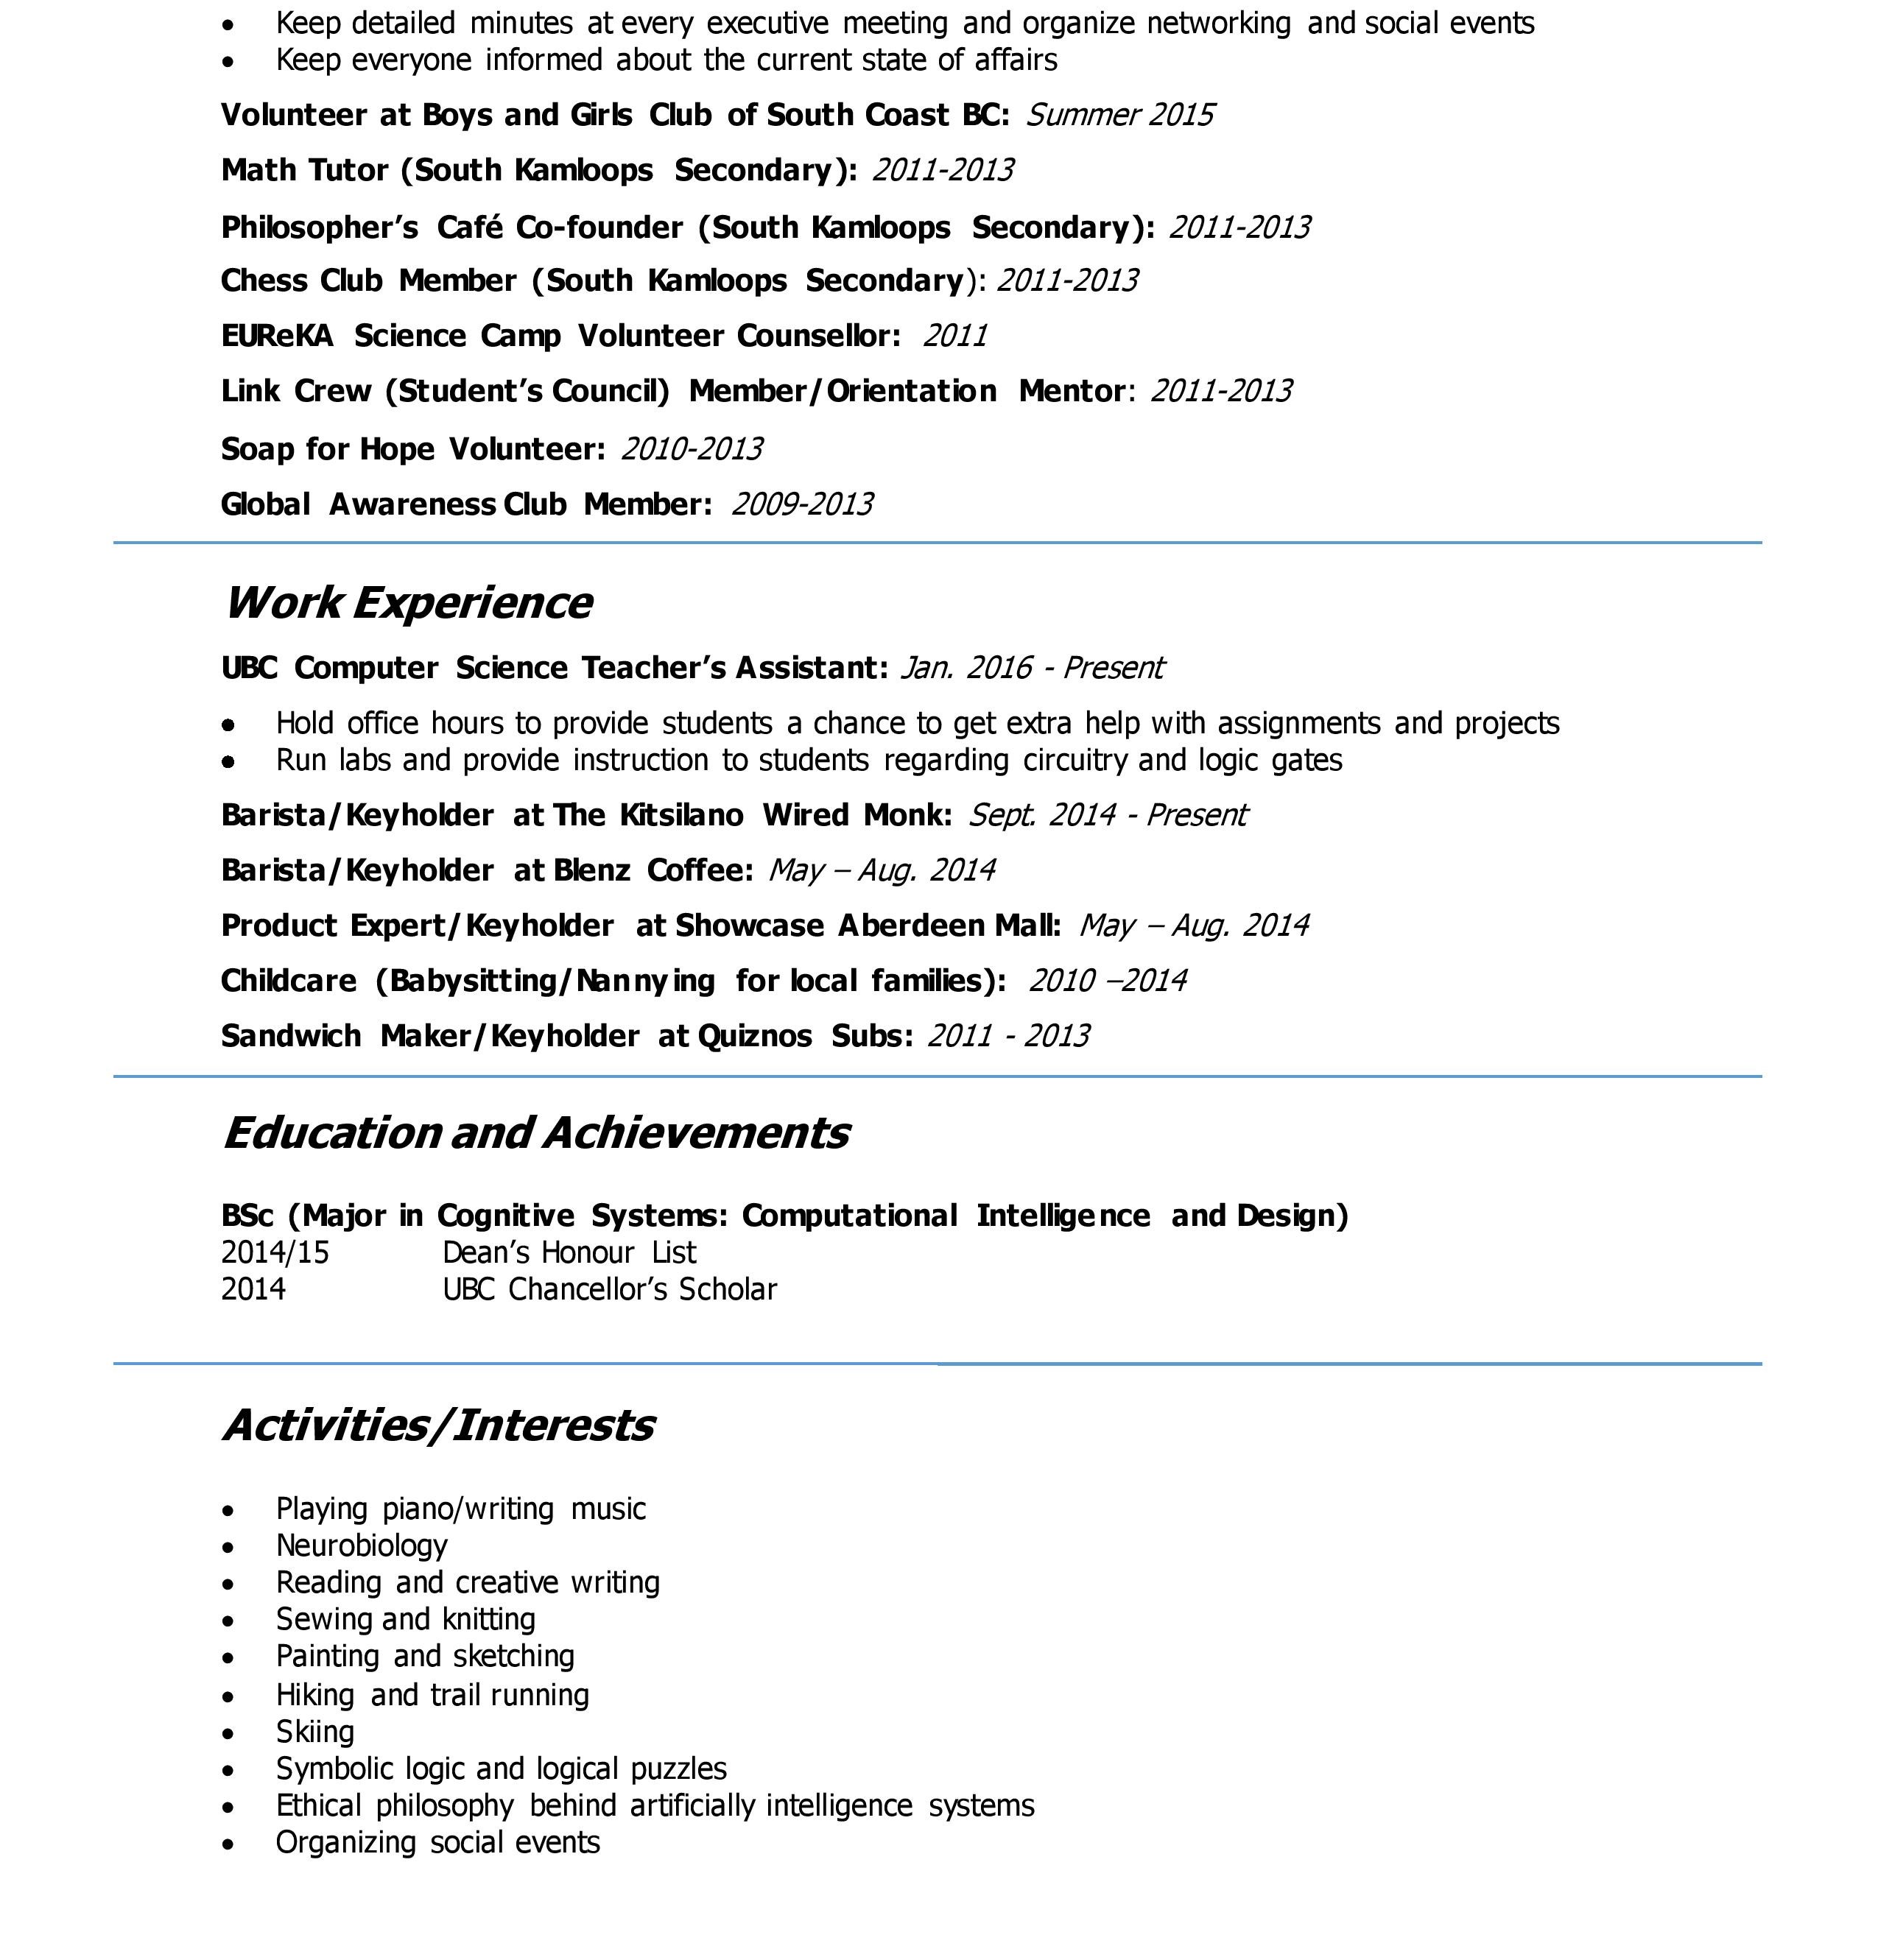 • Keep detailed minutes at every executive meeting and organize networking and social events
• Keep everyone informed about the current state of affairs
Volunteer at Boys and Girls Club of South Coast BC: Summer 2015
Math Tutor (South Kamloops Secondary): 2011-2013
Philosopher’s Café Co-founder (South Kamloops Secondary): 2011-2013
Chess Club Member (South Kamloops Secondary): 2011-2013
EUReKA Science Camp Volunteer Counsellor: 2011
Link Crew (Student’s Council) Member/Orientation Mentor: 2011-2013
Soap for Hope Volunteer: 2010-2013
Global Awareness Club Member: 2009-2013
Work Experience
UBC Computer Science Teacher’s Assistant: Jan. 2016 - Present
• Hold office hours to provide students a chance to get extra help with assignments and projects
• Run labs and provide instruction to students regarding circuitry and logic gates
Barista/Keyholder at The Kitsilano Wired Monk: Sept. 2014 - Present
Barista/Keyholder at Blenz Coffee: May – Aug. 2014
Product Expert/Keyholder at Showcase Aberdeen Mall: May – Aug. 2014
Childcare (Babysitting/Nannying for local families): 2010 –2014
Sandwich Maker/Keyholder at Quiznos Subs: 2011 - 2013
Education and Achievements
BSc (Major in Cognitive Systems: Computational Intelligence and Design)
2014/15 Dean’s Honour List
2014 UBC Chancellor’s Scholar
Activities/Interests
• Playing piano/writing music
• Neurobiology
• Reading and creative writing
• Sewing and knitting
• Painting and sketching
• Hiking and trail running
• Skiing
• Symbolic logic and logical puzzles
• Ethical philosophy behind artificially intelligence systems
• Organizing social events